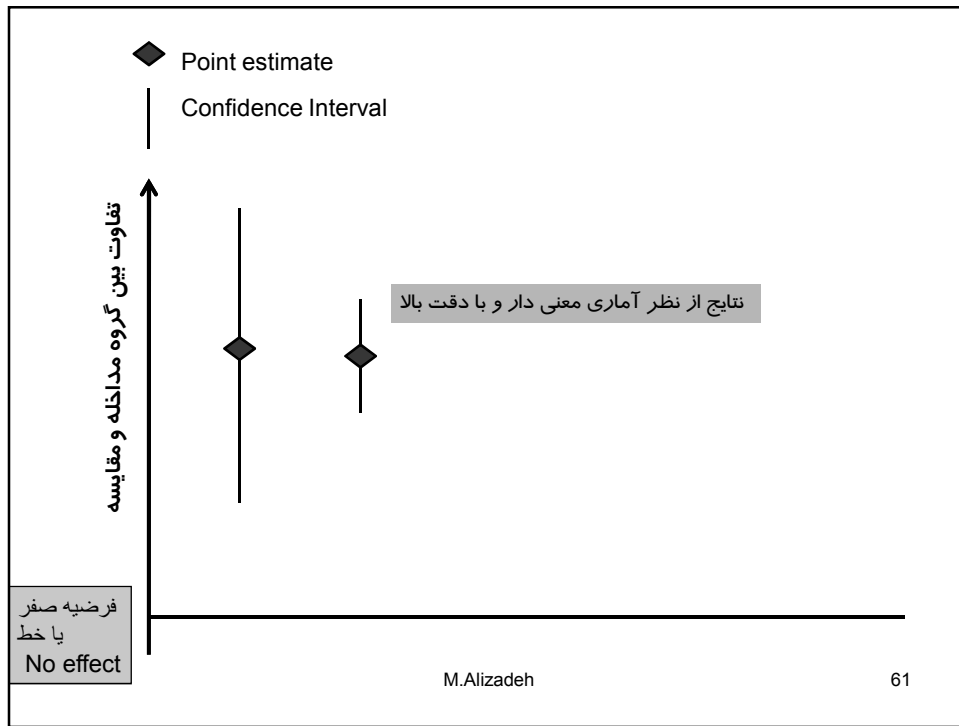 Point estimate
Confidence Interval
تفاوت بین گروه مداخله و مقایسه
نتایج از نظر آماری معنی دار و با دقت بالا
فرضیه صفر
یا خط
No effect
M.Alizadeh
61